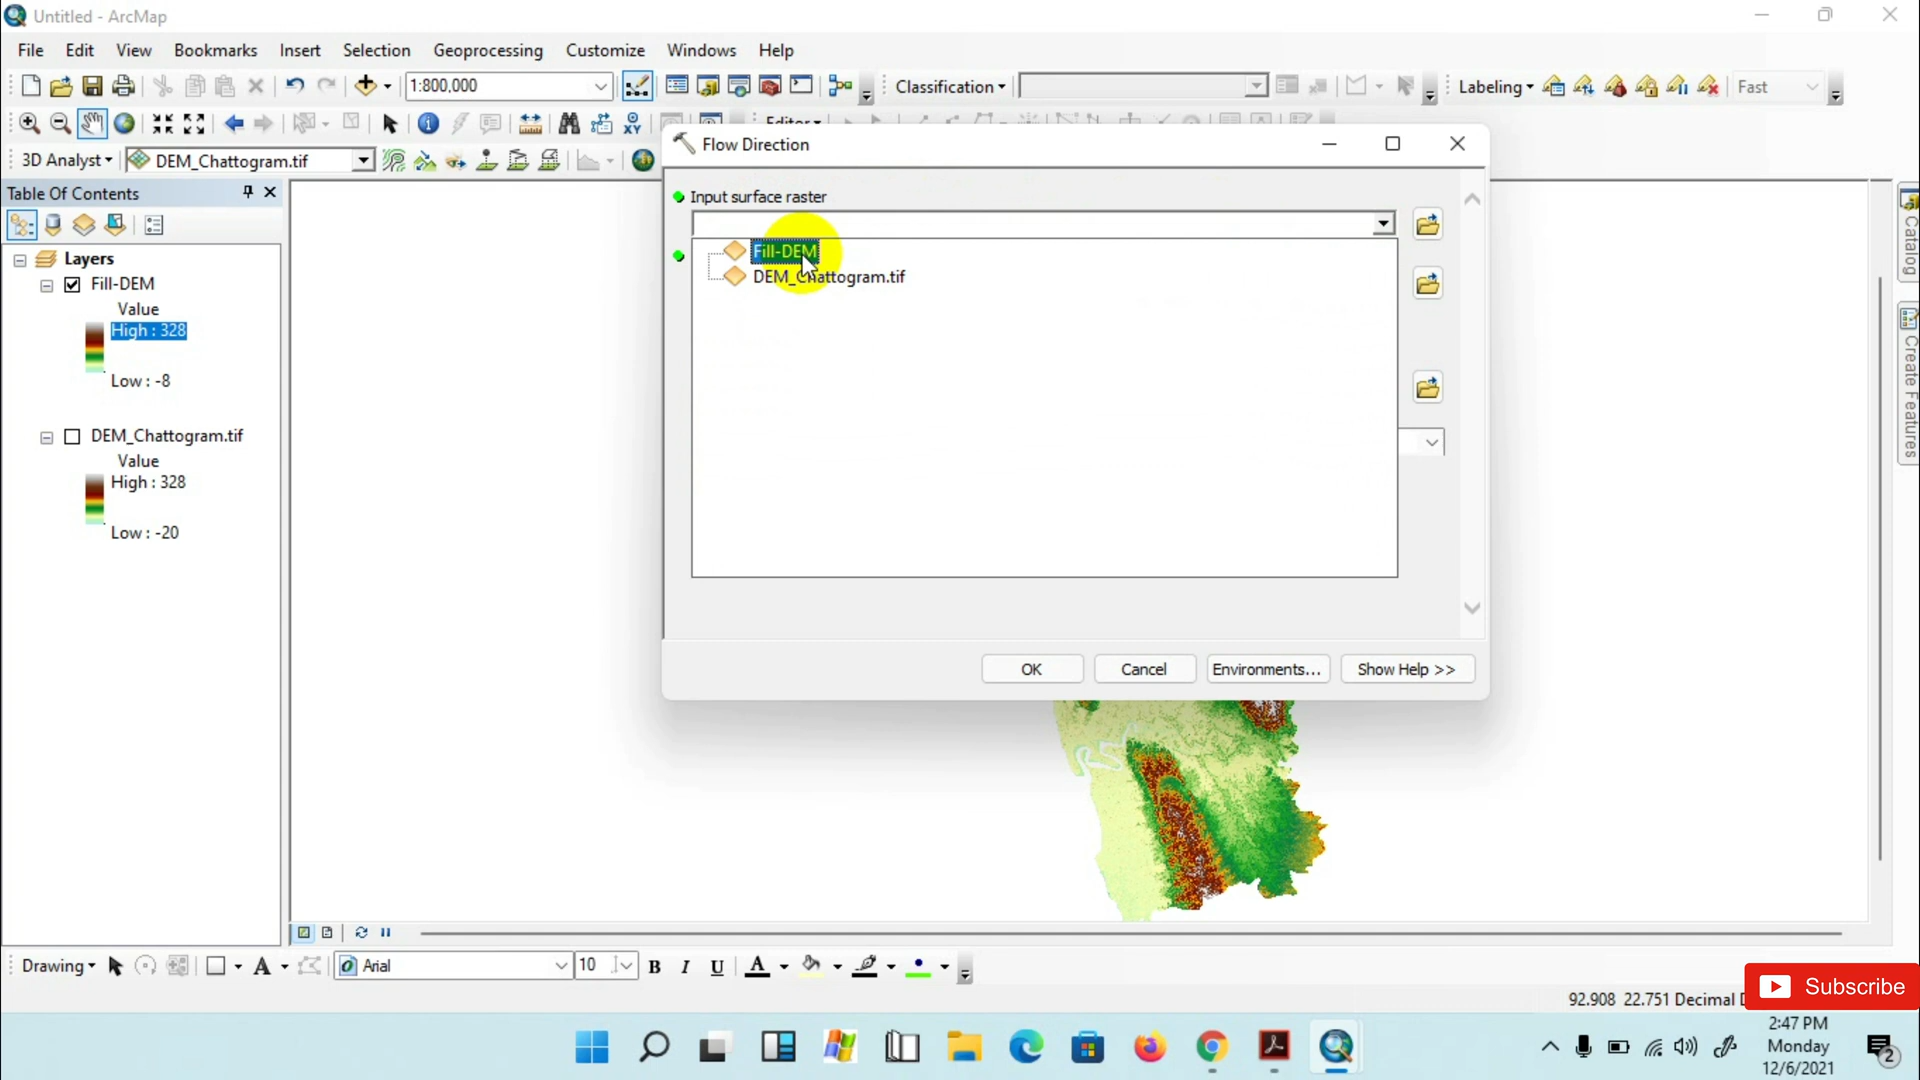 Untitled - ArcMap
File Edit View Bookmarks Insert Selection Geoprocessing Customize Windows Help
1:800,000 Classification Labeling Fast
3D Analyst DEM_Chattogram.tif
Table Of Contents
Layers
Fill-DEM
Value
High : 328
Low : -8
DEM_Chattogram.tif
Value
High : 328
Low : -20
Flow Direction
Input surface raster
Fill-DEM
DEM_Chattogram.tif
OK Cancel Environments... Show Help >>
Catalog
Create Features
Drawing Arial 10 B I U A
92.908 22.751 Decimal
Subscribe
2:47 PM
Monday
12/6/2021
2